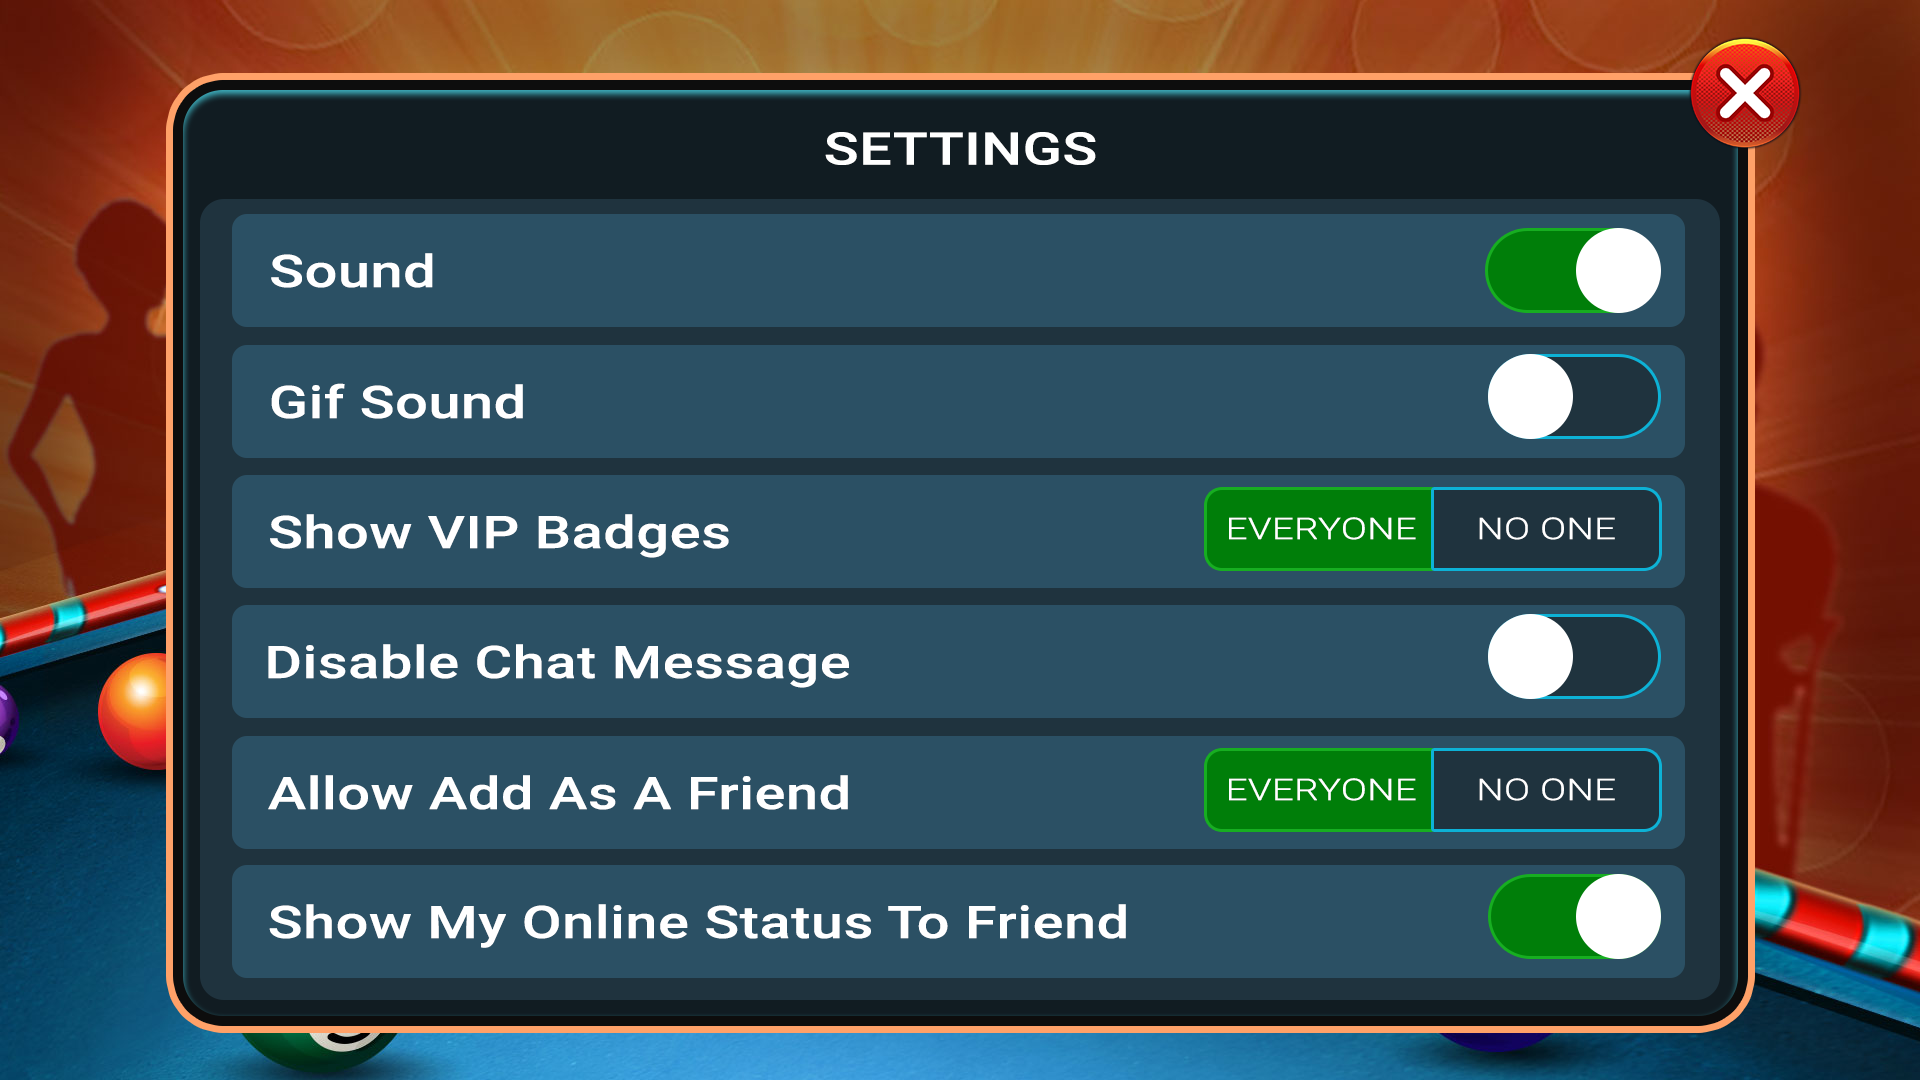 SETTINGS
Sound
Gif Sound
Show VIP Badges
EVERYONE NO ONE
Disable Chat Message
Allow Add As A Friend
EVERYONE NO ONE
Show My Online Status To Friend